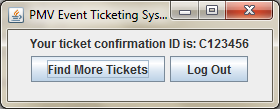 PMV Event Ticketing Sys...
Your ticket confirmation ID is: C123456
Find More Tickets Log Out